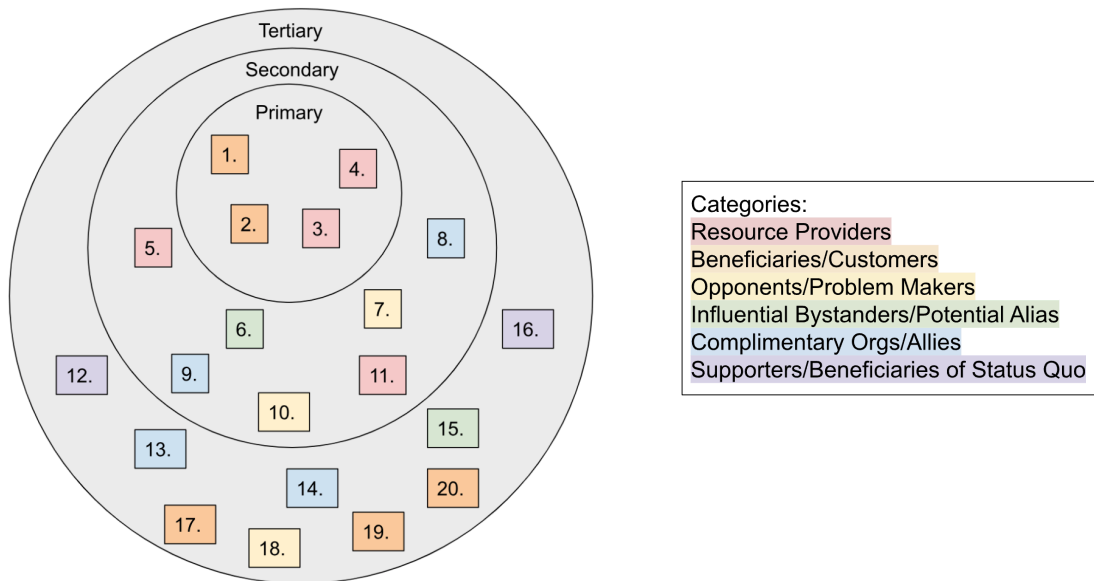 Tertiary
Secondary
Primary
1.
4.
2.
3.
5.
8.
7.
6.
16.
12.
9.
11.
10.
15.
13.
14.
20.
17.
19.
18.
Categories:
Resource Providers
Beneficiaries/Customers
Opponents/Problem Makers
Influential Bystanders/Potential Alias
Complimentary Orgs/Allies
Supporters/Beneficiaries of Status Quo